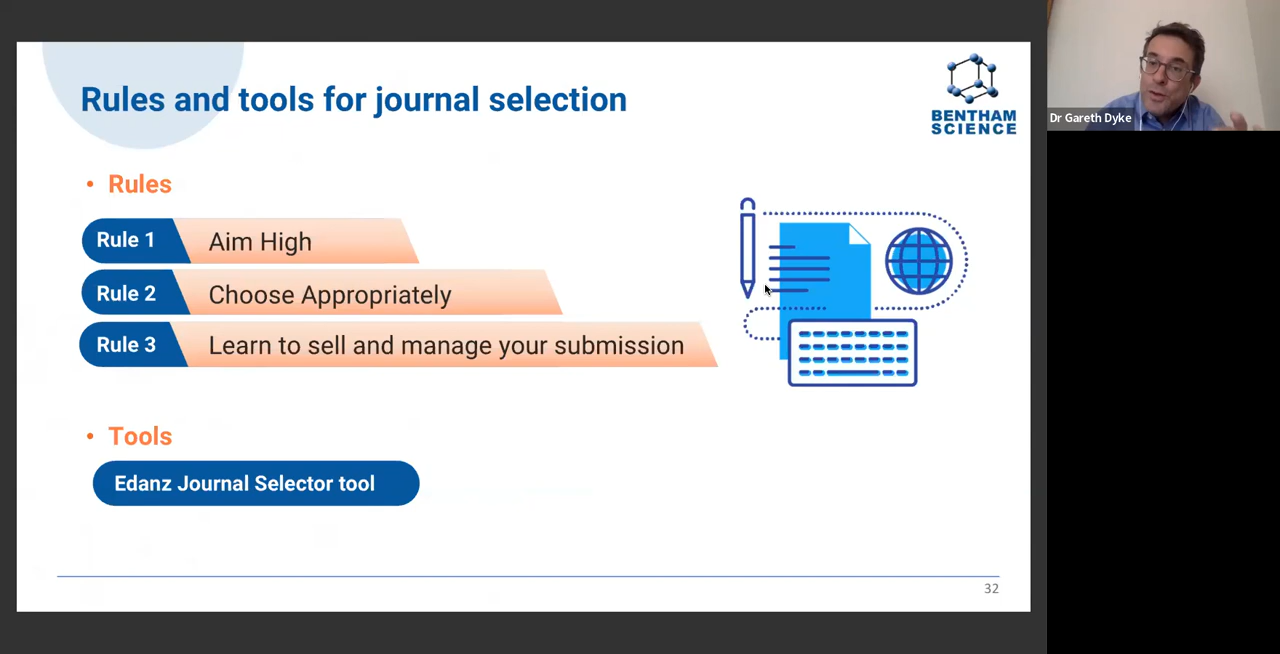 Rules and tools for journal selection
BENTHAM
SCIENCE
Dr Gareth Dyke
• Rules
Rule 1 Aim High
Rule 2 Choose Appropriately
Rule 3 Learn to sell and manage your submission
• Tools
Edanz Journal Selector tool
32